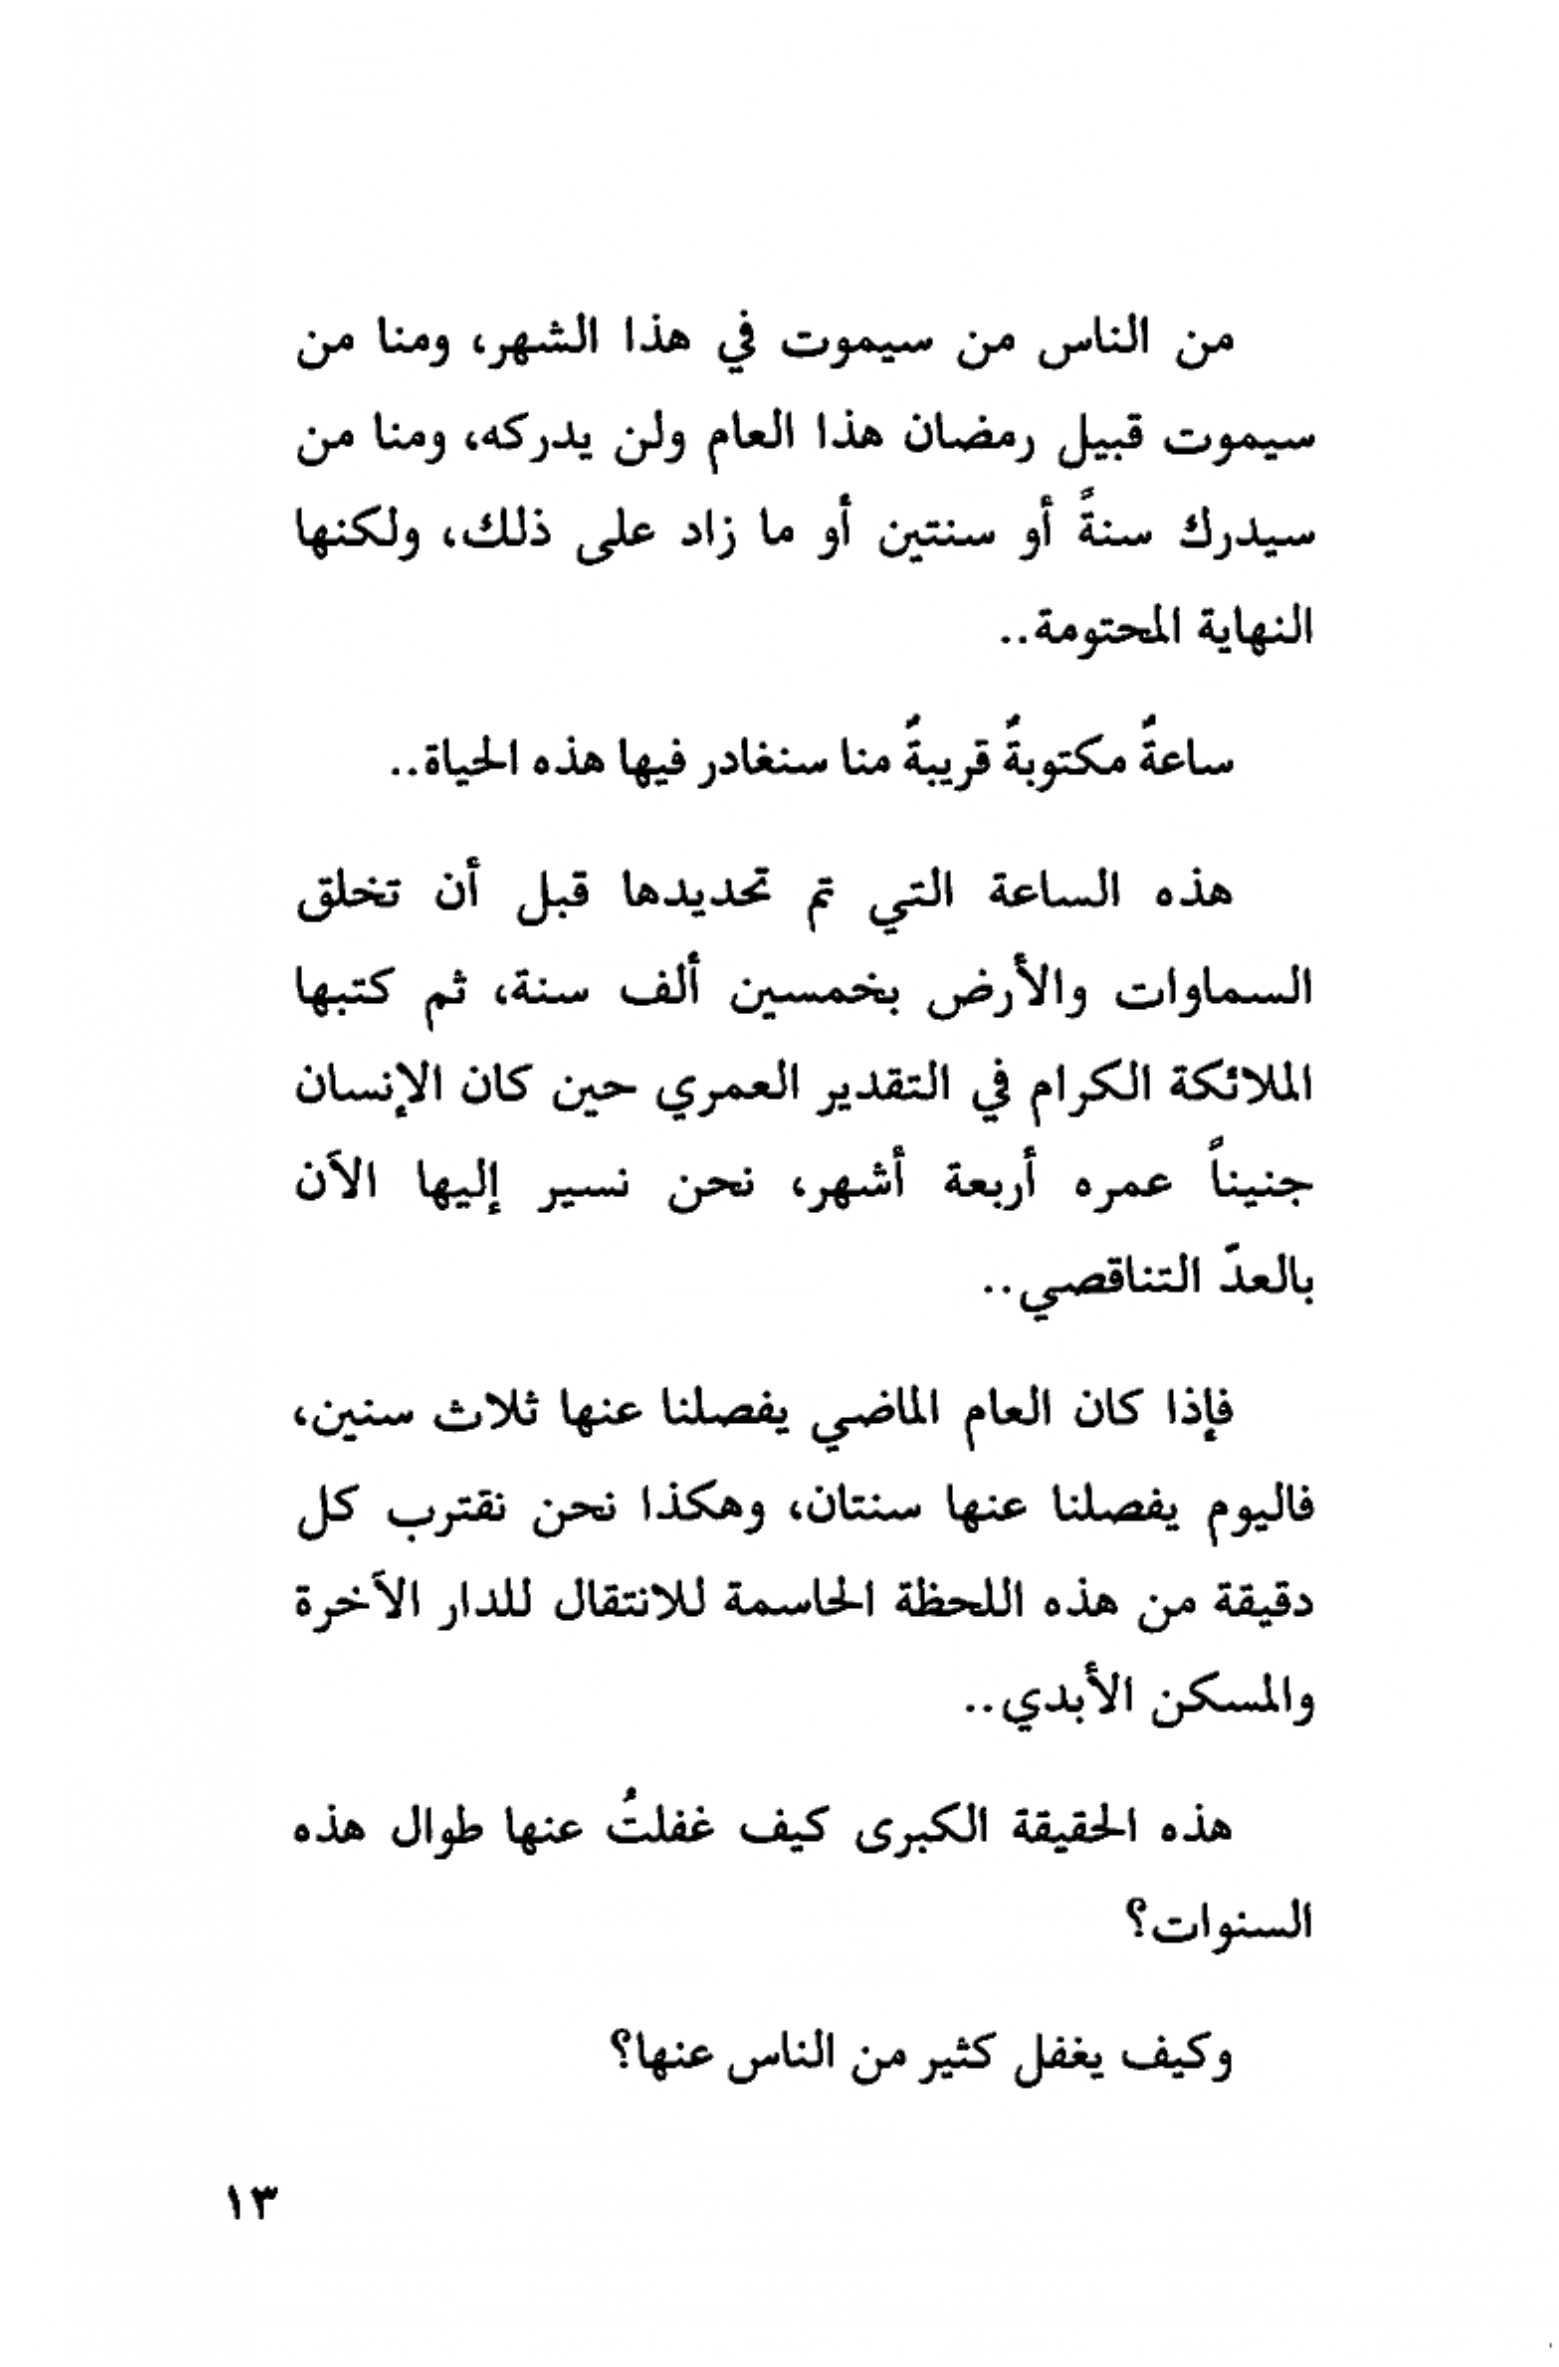 من الناس من سيموت في هذا الشهر، ومنا من
سيموت قبيل رمضان هذا العام ولن يدركه، ومنا من
سيدرك سنةً أو سنتين أو ما زاد على ذلك، ولكنها
النهاية المحتومة..
ساعةٌ مكتوبةٌ قريبةٌ منا سنغادر فيها هذه الحياة..
هذه الساعة التي تم تحديدها قبل أن تخلق
السماوات والأرض بخمسين ألف سنة، ثم كتبها
الملائكة الكرام في التقدير العمري حين كان الإنسان
جنيناً عمره أربعة أشهر، نحن نسير إليها الآن
بالعدّ التناقصي..
فإذا كان العام الماضي يفصلنا عنها ثلاث سنين،
فاليوم يفصلنا عنها سنتان، وهكذا نحن نقترب كل
دقيقة من هذه اللحظة الحاسمة للانتقال للدار الآخرة
والمسكن الأبدي..
هذه الحقيقة الكبرى كيف غفلتُ عنها طوال هذه
السنوات؟
وكيف يغفل كثير من الناس عنها؟
١٣